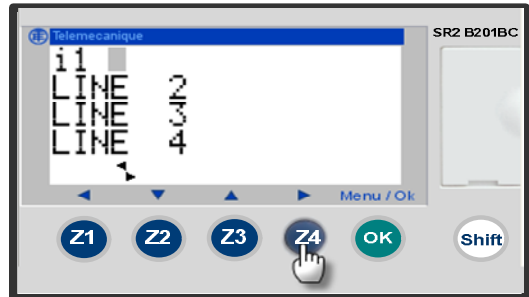 Telemecanique
SR2 B201BC
i1
LINE 2
LINE 3
LINE 4
Menu / Ok
Z1 Z2 Z3 Z4 OK Shift